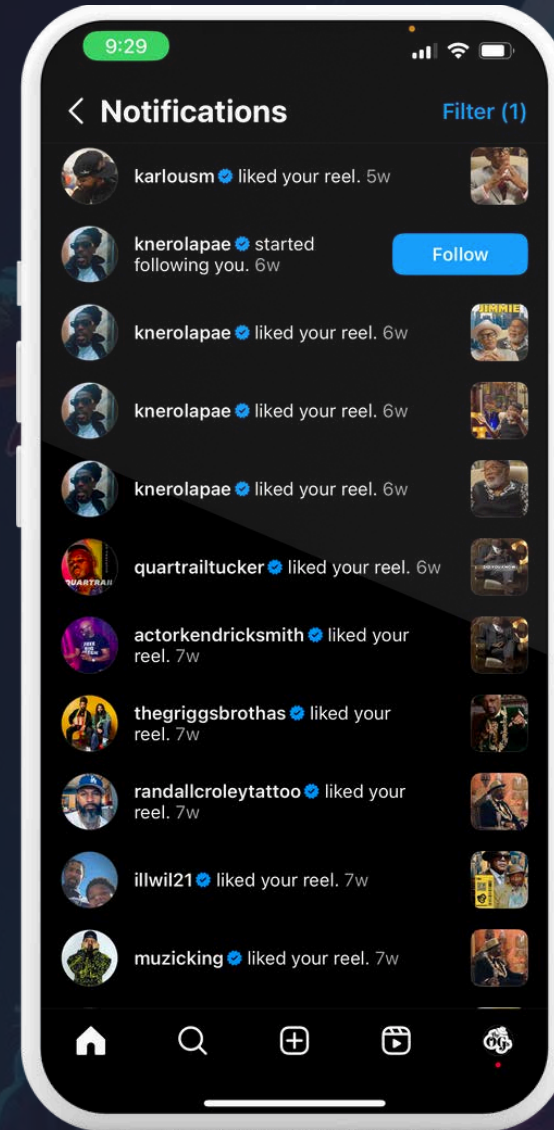 9:29
Notifications
Filter (1)
karlousm liked your reel. 5w
knerolapae started
following you. 6w
Follow
knerolapae liked your reel. 6w
JIMMIE
knerolapae liked your reel. 6w
knerolapae liked your reel. 6w
QUARTRAIL
quartrailtucker liked your reel. 6w
actorkendricksmith liked your
reel. 7w
thegriggsbrothas liked your
reel. 7w
randallcroleytattoo liked your
reel. 7w
illwil21 liked your reel. 7w
muzicking liked your reel. 7w
OG